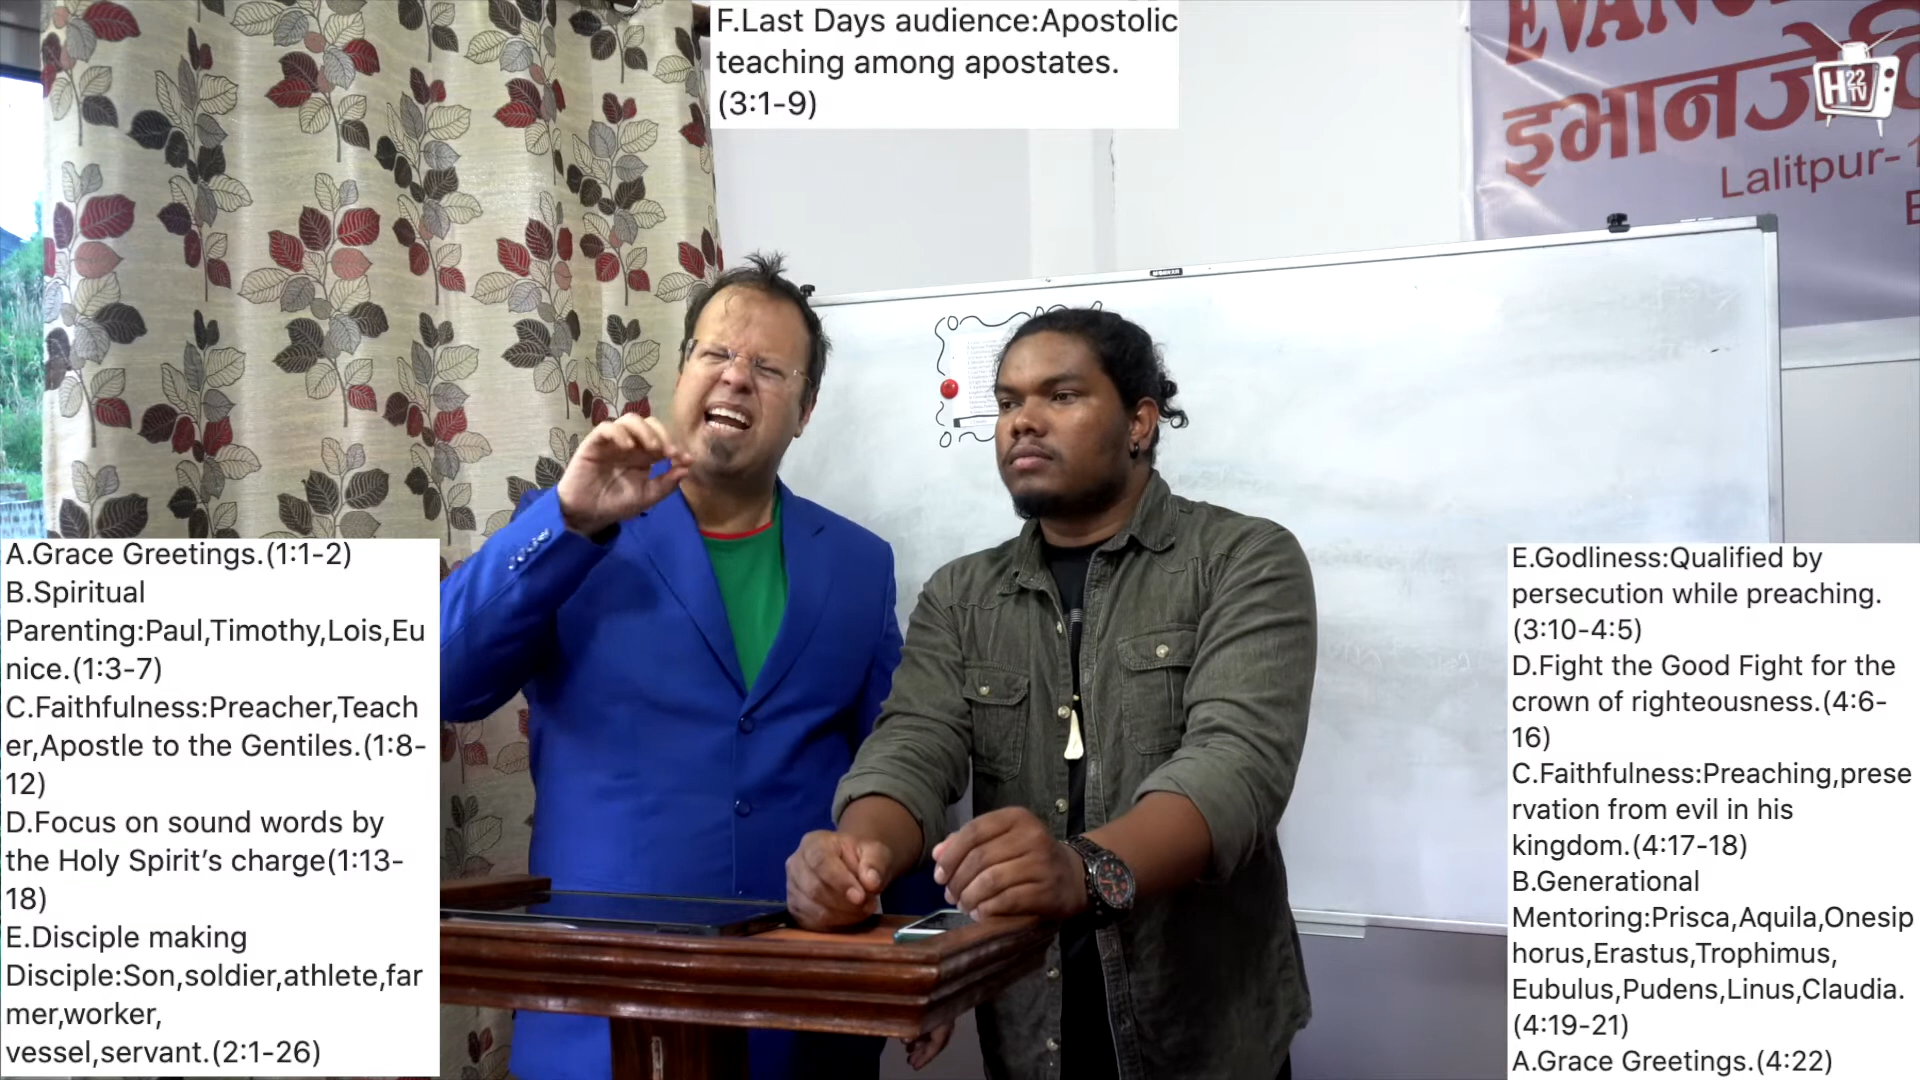 F.Last Days audience:Apostolic
teaching among apostates.
(3:1-9)
इभानजे
Lalitpur-1
H
22
TV
A.Grace Greetings.(1:1-2)
B.Spiritual
Parenting:Paul,Timothy,Lois,Eu
nice.(1:3-7)
C.Faithfulness:Preacher,Teach
er,Apostle to the Gentiles.(1:8-
12)
D.Focus on sound words by
the Holy Spirit’s charge(1:13-
18)
E.Disciple making
Disciple:Son,soldier,athlete,far
mer,worker,
vessel,servant.(2:1-26)
E.Godliness:Qualified by
persecution while preaching.
(3:10-4:5)
D.Fight the Good Fight for the
crown of righteousness.(4:6-
16)
C.Faithfulness:Preaching,prese
rvation from evil in his
kingdom.(4:17-18)
B.Generational
Mentoring:Prisca,Aquila,Onesip
horus,Erastus,Trophimus,
Eubulus,Pudens,Linus,Claudia.
(4:19-21)
A.Grace Greetings.(4:22)